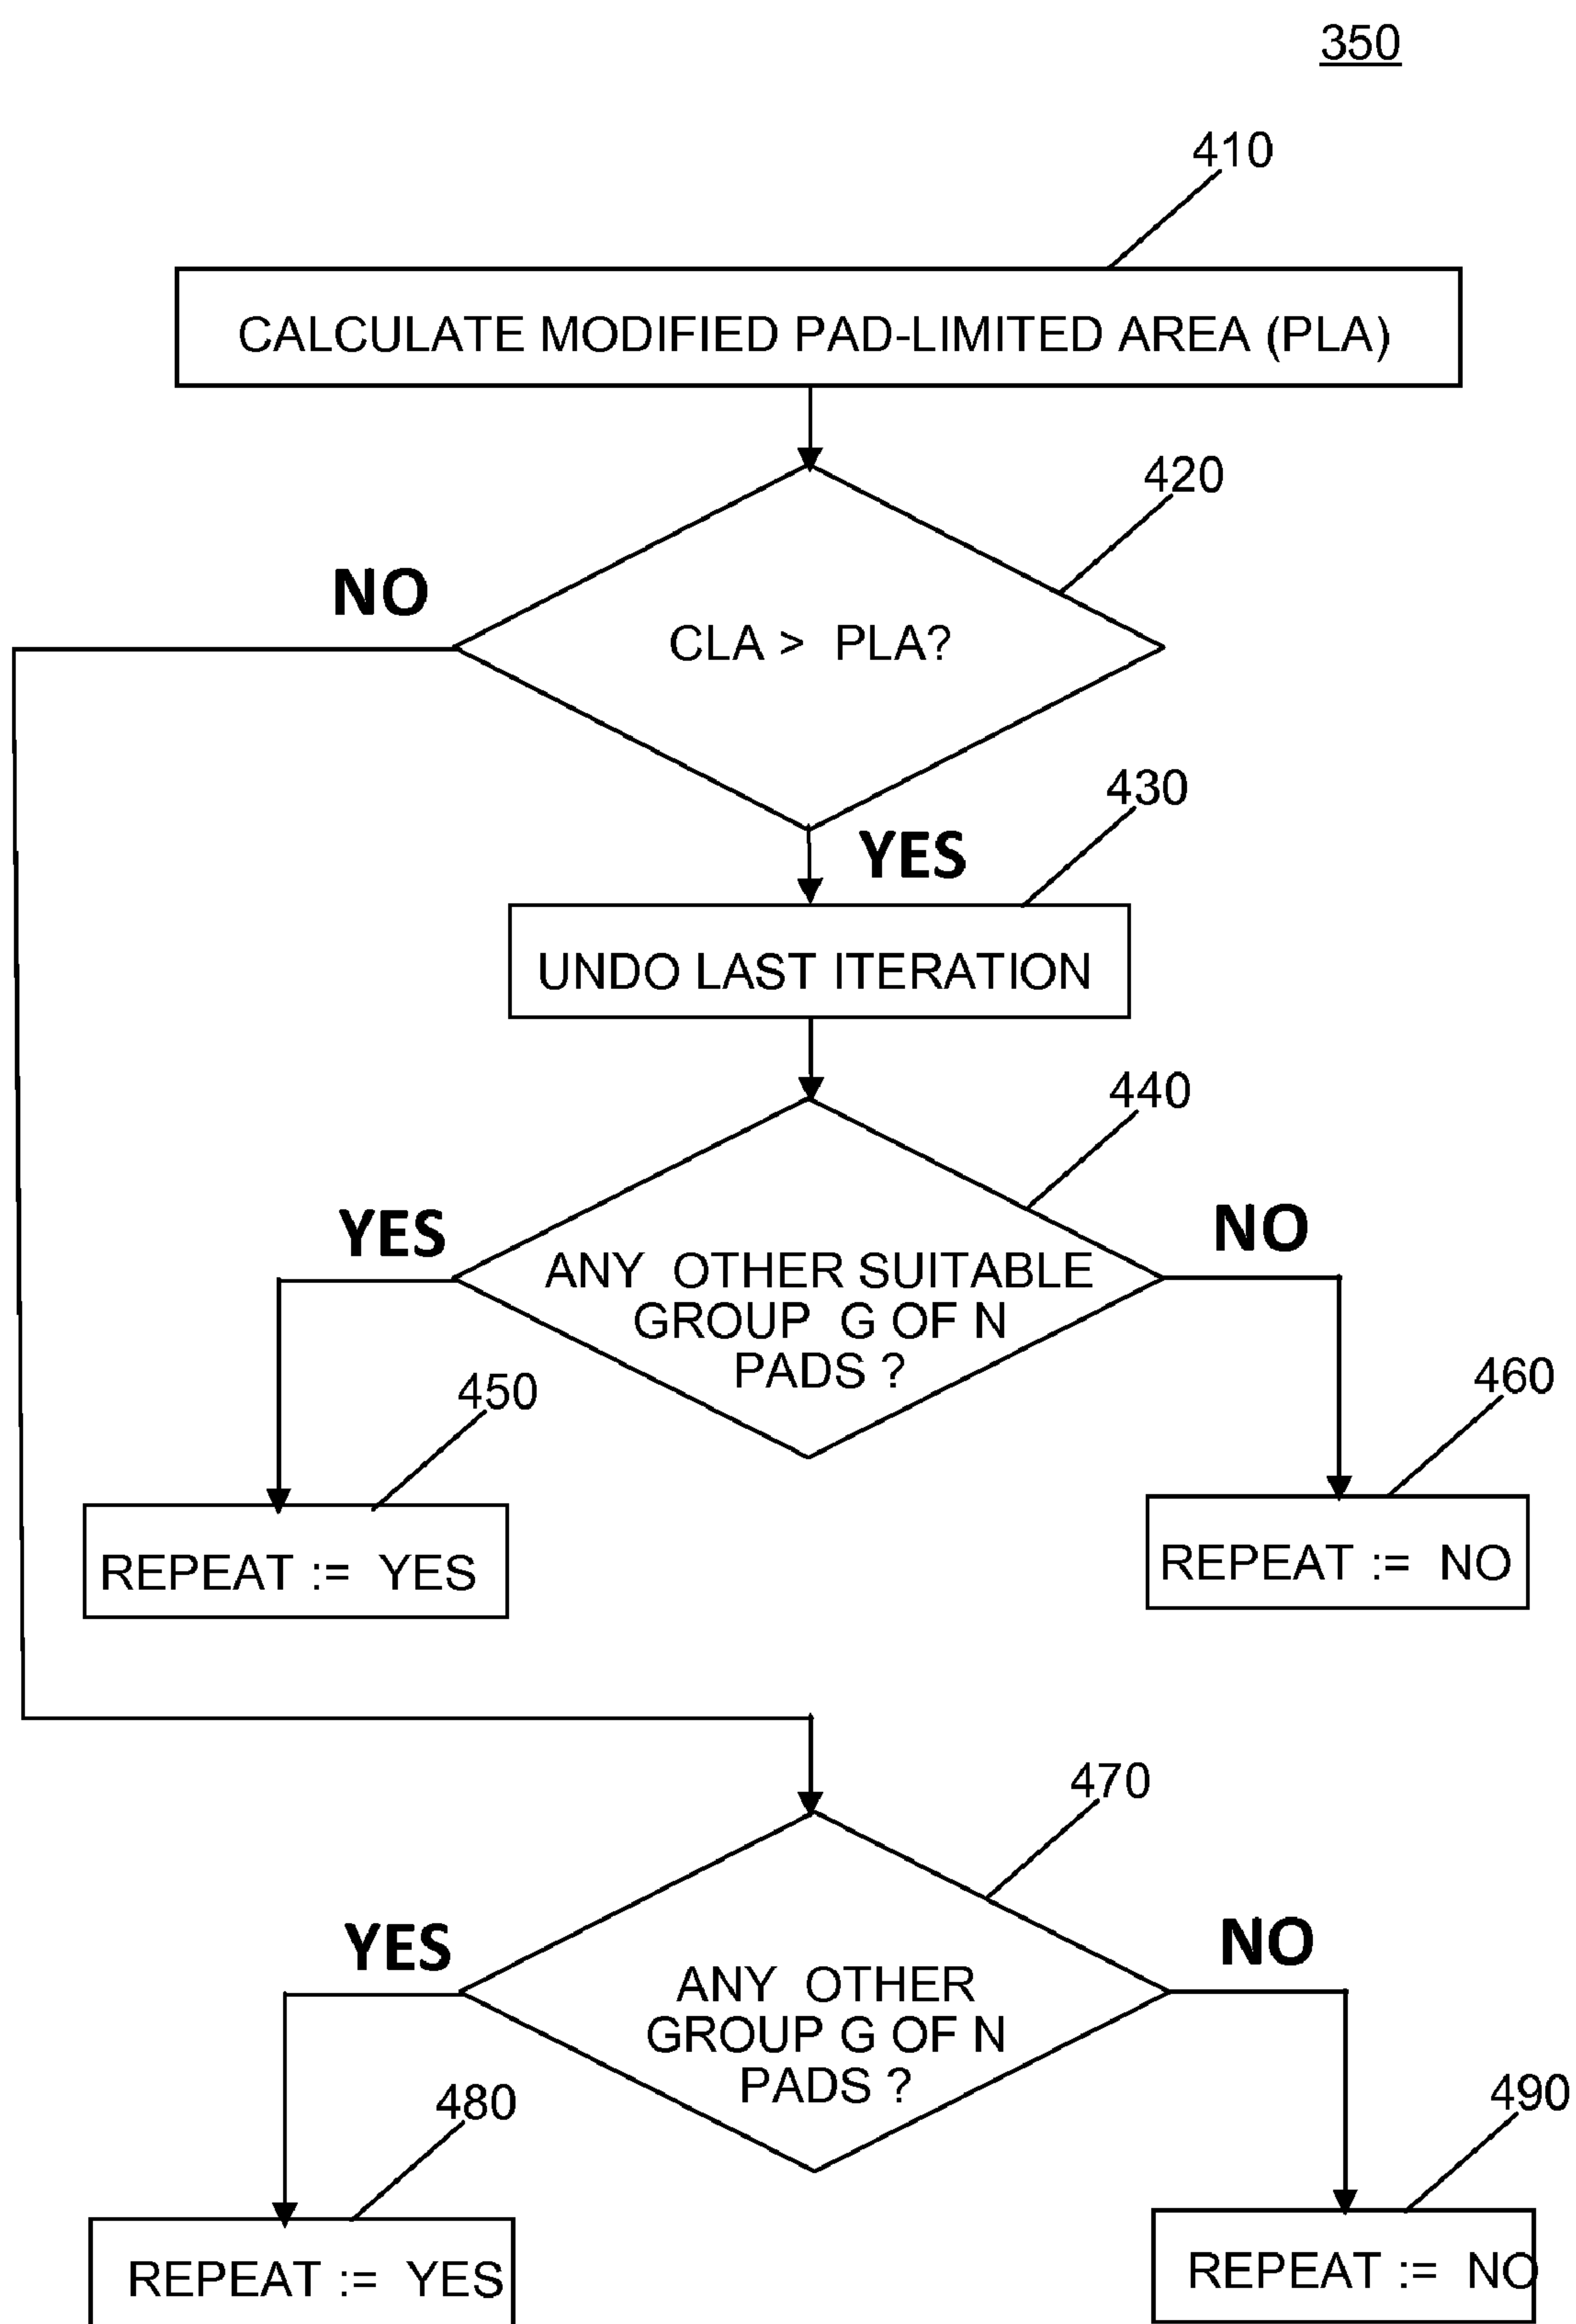 350
410
CALCULATE MODIFIED PAD-LIMITED AREA (PLA)
420
NO
CLA > PLA?
430
YES
UNDO LAST ITERATION
440
YES
NO
ANY OTHER SUITABLE
GROUP G OF N
PADS ?
450
460
REPEAT := YES
REPEAT := NO
470
YES
NO
ANY OTHER
GROUP G OF N
PADS ?
480
490
REPEAT := YES
REPEAT := NO